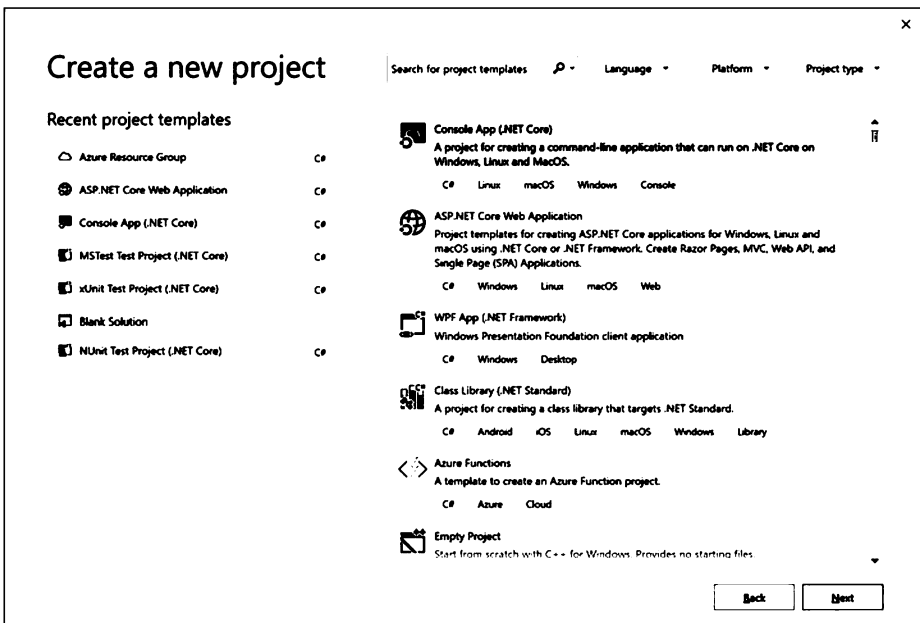 Create a new project
Search for project templates
Language
Platform
Project type
Recent project templates
Azure Resource Group C#
ASP.NET Core Web Application C#
Console App (.NET Core) C#
MSTest Test Project (.NET Core) C#
xUnit Test Project (.NET Core) C#
Blank Solution
NUnit Test Project (.NET Core) C#
Console App (.NET Core)
A project for creating a command-line application that can run on .NET Core on
Windows, Linux and MacOS.
C# Linux macOS Windows Console
ASP.NET Core Web Application
Project templates for creating ASP.NET Core applications for Windows, Linux and
macOS using .NET Core or .NET Framework. Create Razor Pages, MVC, Web API, and
Single Page (SPA) Applications.
C# Windows Linux macOS Web
WPF App (.NET Framework)
Windows Presentation Foundation client application
C# Windows Desktop
Class Library (.NET Standard)
A project for creating a class library that targets .NET Standard.
C# Android iOS Linux macOS Windows Library
Azure Functions
A template to create an Azure Function project.
C# Azure Cloud
Empty Project
Start from scratch with C++ for Windows. Provides no starting files.
Back Next